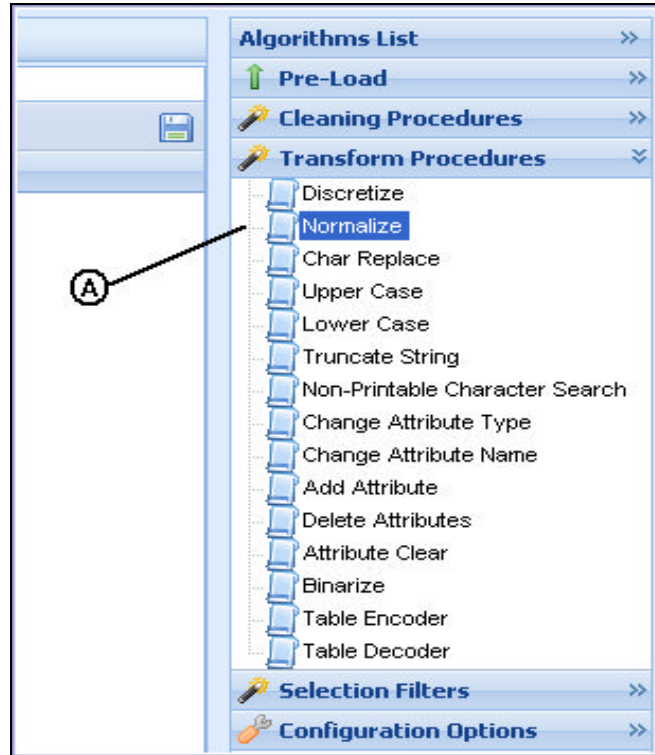 Algorithms List
Pre-Load
Cleaning Procedures
Transform Procedures
Discretize
Normalize
A
Char Replace
Upper Case
Lower Case
Truncate String
Non-Printable Character Search
Change Attribute Type
Change Attribute Name
Add Attribute
Delete Attributes
Attribute Clear
Binarize
Table Encoder
Table Decoder
Selection Filters
Configuration Options